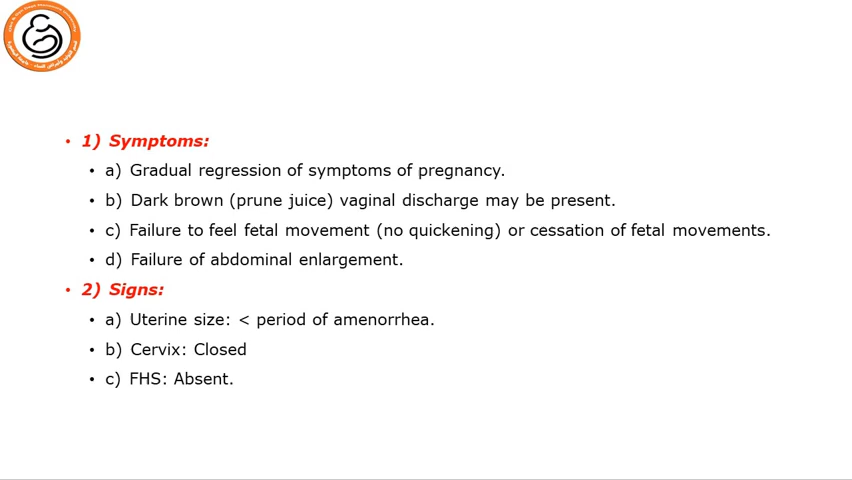 • 1) Symptoms:
• a) Gradual regression of symptoms of pregnancy.
• b) Dark brown (prune juice) vaginal discharge may be present.
• c) Failure to feel fetal movement (no quickening) or cessation of fetal movements.
• d) Failure of abdominal enlargement.
• 2) Signs:
• a) Uterine size: < period of amenorrhea.
• b) Cervix: Closed
• c) FHS: Absent.